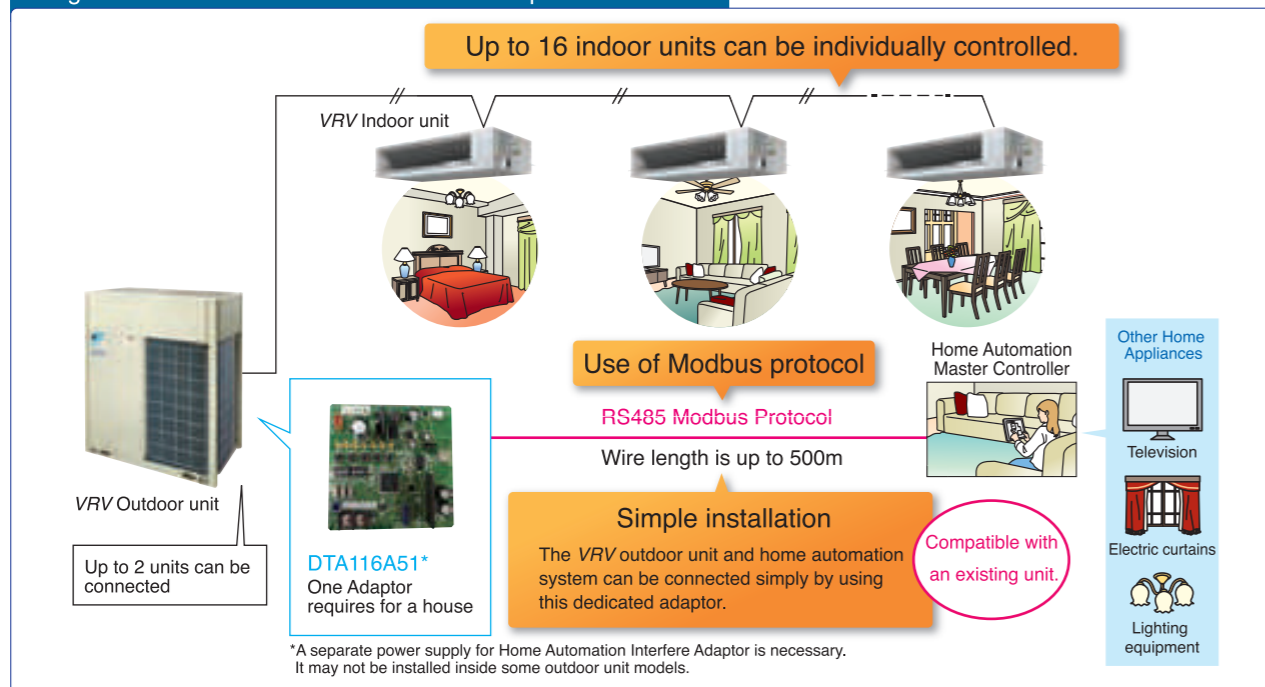 Up to 16 indoor units can be individually controlled.
VRV Indoor unit
Use of Modbus protocol
RS485 Modbus Protocol
Wire length is up to 500m
Home Automation
Master Controller
Other Home
Appliances
Television
Electric curtains
Lighting
equipment
VRV Outdoor unit
Up to 2 units can be
connected
DTA116A51*
One Adaptor
requires for a house
Simple installation
The VRV outdoor unit and home automation
system can be connected simply by using
this dedicated adaptor.
Compatible with
an existing unit.
*A separate power supply for Home Automation Interfere Adaptor is necessary.
It may not be installed inside some outdoor unit models.